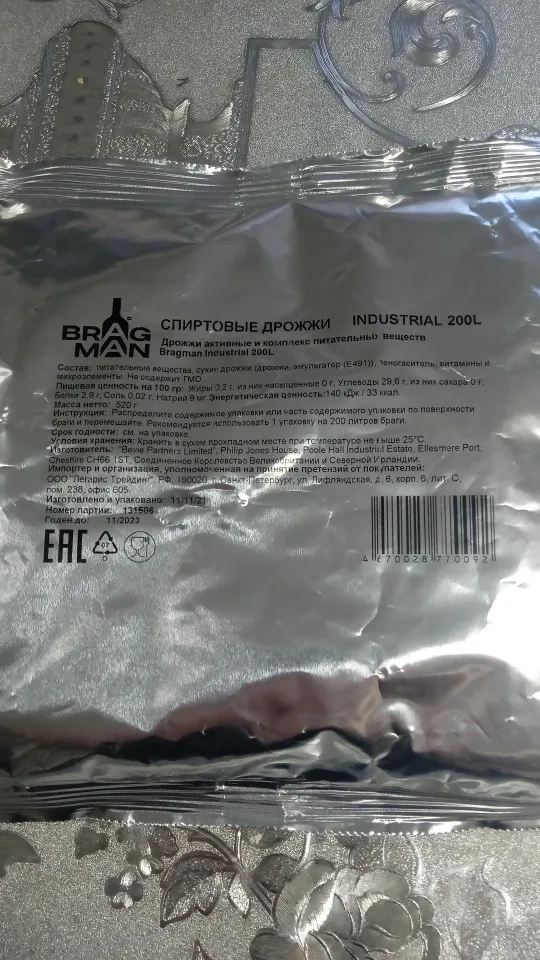 BRAGMAN
СПИРТОВЫЕ ДРОЖЖИ INDUSTRIAL 200L
Дрожжи активные и комплекс питательных веществ
Bragman Industrial 200L
Состав: питательные вещества, сухие дрожжи (дрожжи, эмульгатор (E491)), пеногаситель, витамины и
микроэлементы. Не содержит ГМО
Пищевая ценность на 100 гр: Жиры 0,2 г, из них насыщенные 0 г, Углеводы 29,6 г, из них сахара 0 г,
Белки 2,9 г, Соль 0,02 г, Натрий 9 мг Энергетическая ценность:140 кДж / 33 ккал.
Масса нетто: 520 г
Инструкция: Распределите содержимое упаковки или часть содержимого упаковки по поверхности
браги и перемешайте. Рекомендуется использовать 1 упаковку на 200 литров браги.
Срок годности: см. на упаковке.
Условия хранения: Хранить в сухом прохладном месте при температуре не выше 25°С.
Изготовитель: "Bevie Partners Limited", Philip Jones House, Poole Hall Industrial Estate, Ellesmere Port,
Cheshire CH66 1ST, Соединенное Королевство Великобритании и Северной Ирландии.
Импортер и организация, уполномоченная на принятие претензий от покупателей:
ООО "Легарис Трейдинг", РФ, 190020, г. Санкт-Петербург, ул. Лифляндская, д. 6, корп. 6, лит. С,
пом. 238, офис 605.
Изготовлено и упаковано: 11/11/21
Номер партии: 131506
Годен до: 11/2023
EAC 07
4 670028 770092